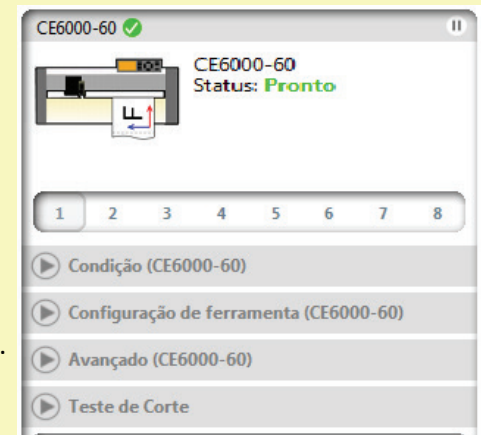 CE6000-60
CE6000-60
Status: Pronto
F
1 2 3 4 5 6 7 8
Condição (CE6000-60)
Configuração de ferramenta (CE6000-60)
.
Avançado (CE6000-60)
Teste de Corte